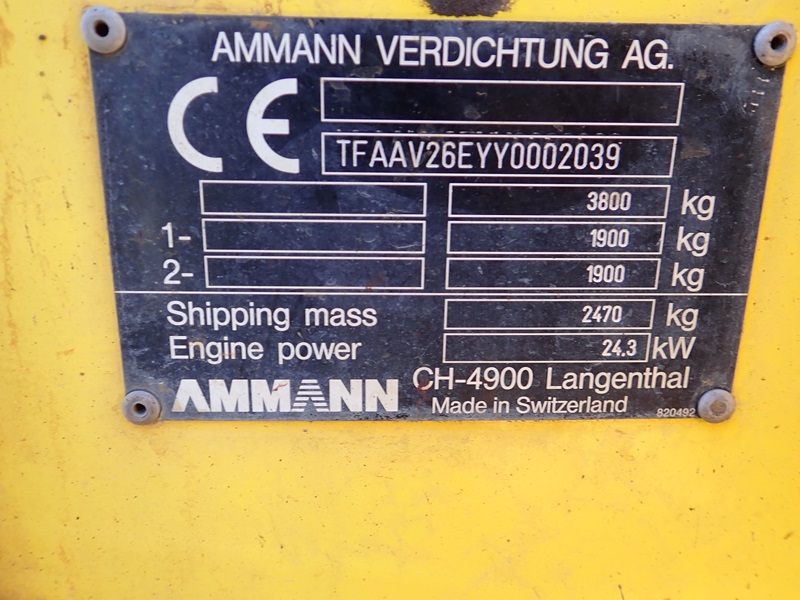 AMMANN VERDICHTUNG AG.
CE
TFAAV26EYY0002039
3800 kg
1- 1900 kg
2- 1900 kg
Shipping mass 2470 kg
Engine power 24.3 kW
AMMANN CH-4900 Langenthal
Made in Switzerland 820492